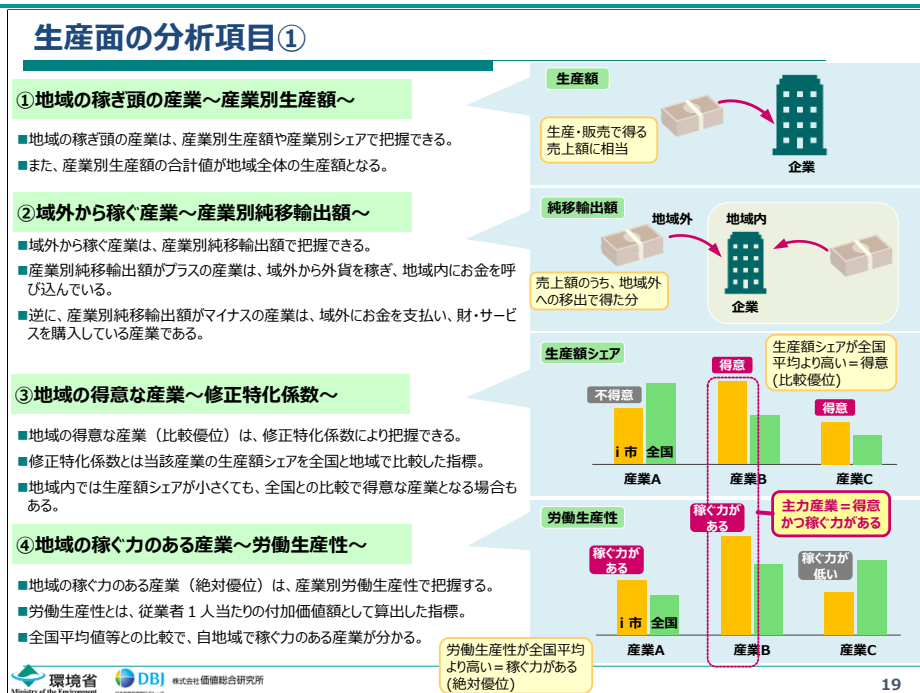 生産面の分析項目①
①地域の稼ぎ頭の産業～産業別生産額～
■地域の稼ぎ頭の産業は、産業別生産額や産業別シェアで把握できる。
■また、産業別生産額の合計値が地域全体の生産額となる。
②域外から稼ぐ産業～産業別純移輸出額～
■域外から稼ぐ産業は、産業別純移輸出額で把握できる。
■産業別純移輸出額がプラスの産業は、域外から外貨を稼ぎ、地域内にお金を呼
び込んでいる。
■逆に、産業別純移輸出額がマイナスの産業は、域外にお金を支払い、財・サービ
スを購入している産業である。
③地域の得意な産業～修正特化係数～
■地域の得意な産業（比較優位）は、修正特化係数により把握できる。
■修正特化係数とは当該産業の生産額シェアを全国と地域で比較した指標。
■地域内では生産額シェアが小さくても、全国との比較で得意な産業となる場合も
ある。
④地域の稼ぐ力のある産業～労働生産性～
■地域の稼ぐ力のある産業（絶対優位）は、産業別労働生産性で把握する。
■労働生産性とは、従業者１人当たりの付加価値額として算出した指標。
■全国平均値等との比較で、自地域で稼ぐ力のある産業が分かる。
生産額
生産・販売で得る
売上額に相当
企業
純移輸出額
地域外
地域内
売上額のうち、地域外
への移出で得た分
企業
生産額シェア
生産額シェアが全国
平均より高い＝得意
(比較優位)
不得意
得意
得意
i 市 全国
産業A
産業B
産業C
主力産業＝得意
かつ稼ぐ力がある
労働生産性
稼ぐ力が
ある
稼ぐ力が
ある
稼ぐ力が
低い
i 市 全国
産業A
産業B
産業C
労働生産性が全国平均
より高い＝稼ぐ力がある
(絶対優位)
環境省
Ministry of the Environment
DBJ 株式会社価値総合研究所
19